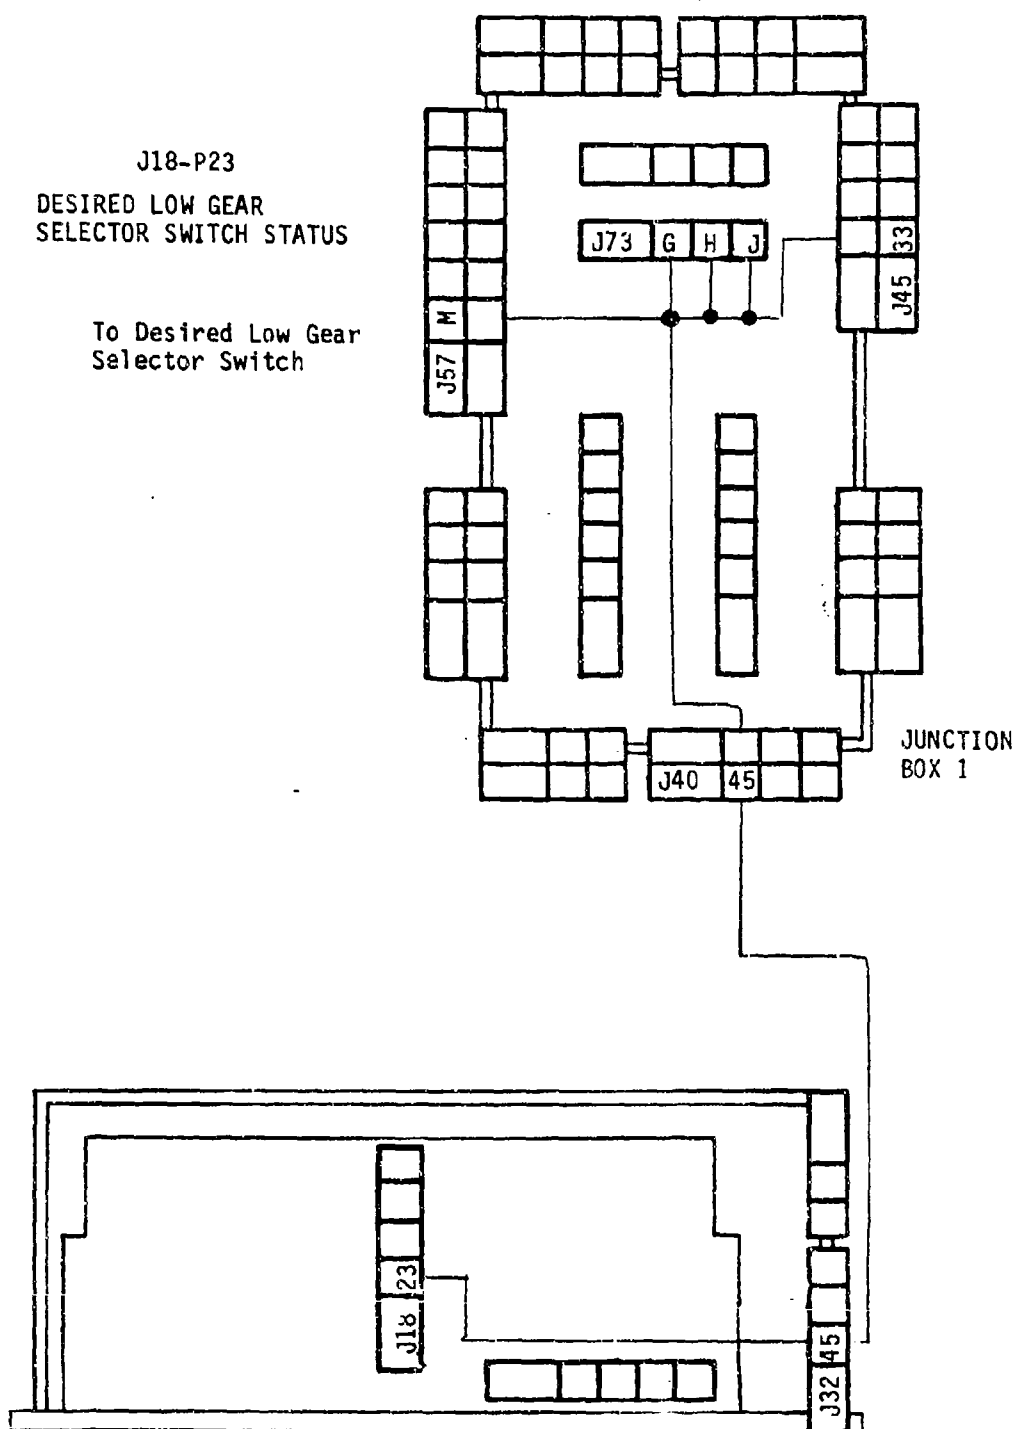 J18-P23
DESIRED LOW GEAR
SELECTOR SWITCH STATUS
To Desired Low Gear
Selector Switch
J73 G H J
33
J45
M
J57
JUNCTION
BOX 1
J40 45
23
J18
45
J32